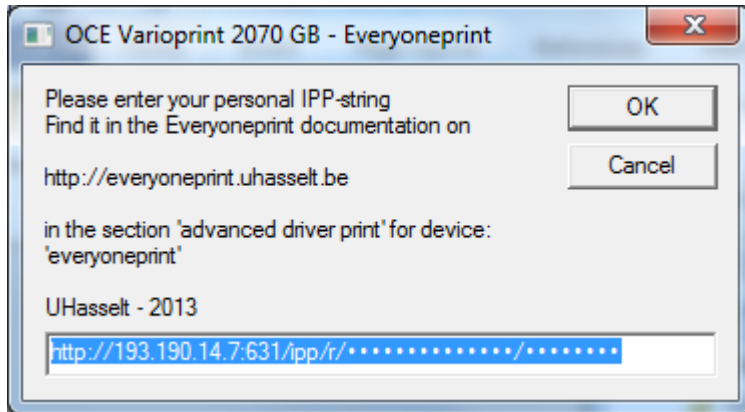 OCE Varioprint 2070 GB - Everyoneprint
Please enter your personal IPP-string
Find it in the Everyoneprint documentation on
http://everyoneprint.uhasselt.be
in the section 'advanced driver print' for device:
'everyoneprint'
UHasselt - 2013
OK
Cancel
http://193.190.14.7:631/ipp/r/••••••••••••••/••••••••